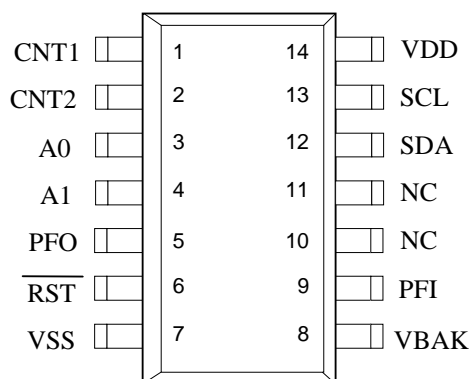 CNT1 1 14 VDD
CNT2 2 13 SCL
A0 3 12 SDA
A1 4 11 NC
PFO 5 10 NC
RST 6 9 PFI
VSS 7 8 VBAK